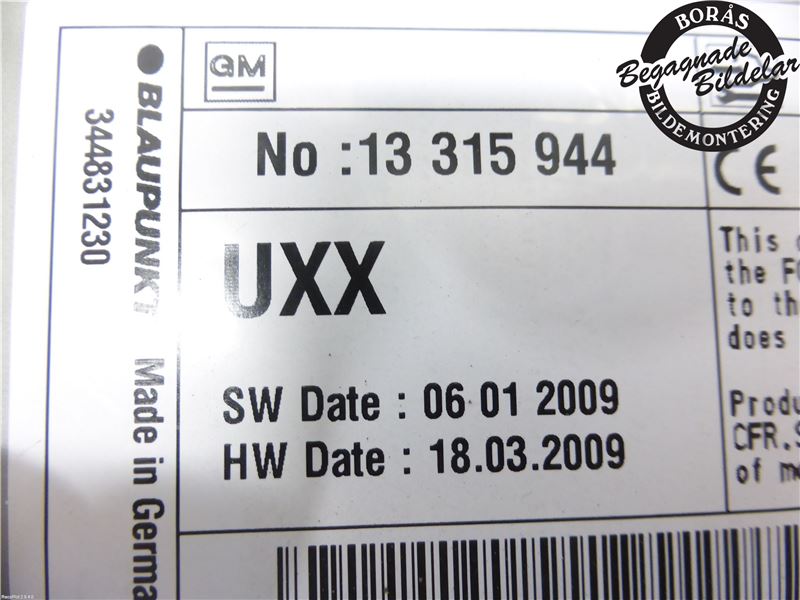 GM
No :13 315 944
UXX
SW Date : 06 01 2009
HW Date : 18.03.2009
BLAUPUNKT Made in Germa
344831230
CE
This
the F
to th
does
Produ
CFR.S
of m
BORÅS
Begagnade
Bildelar
BILDEMONTERING